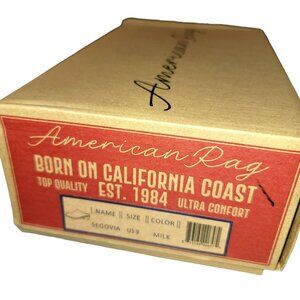 American Rag
American Rag
BORN ON CALIFORNIA COAST
TOP QUALITY EST. 1984 ULTRA COMFORT
NAME || SIZE || COLOR ||
SEGOVIA US 9 MILK